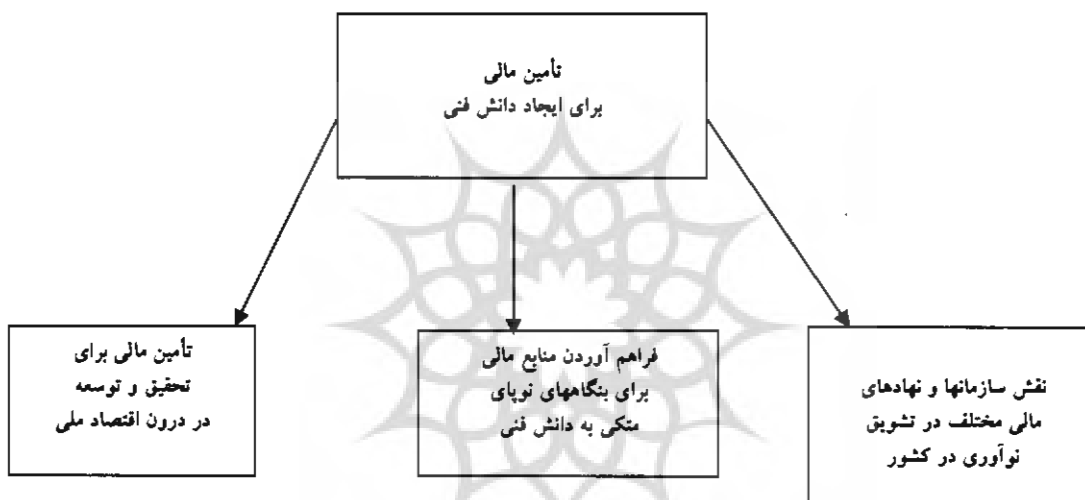 تأمین مالی
برای ایجاد دانش فنی
نقش سازمانها و نهادهای
مالی مختلف در تشویق
نوآوری در کشور
فراهم آوردن منابع مالی
برای بنگاههای نوپای
متکی به دانش فنی
تأمین مالی برای
تحقیق و توسعه
در درون اقتصاد ملی